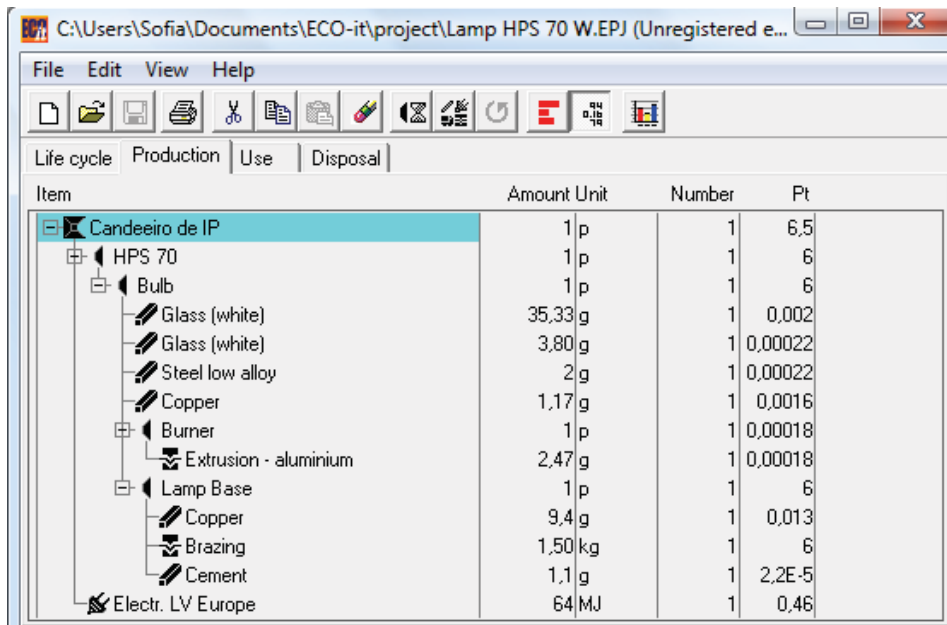 C:\Users\Sofia\Documents\ECO-it\project\Lamp HPS 70 W.EPJ (Unregistered e...
File Edit View Help
Life cycle Production Use Disposal
Item Amount Unit Number Pt
Candeeiro de IP 1 p 1 6,5
HPS 70 1 p 1 6
Bulb 1 p 1 6
Glass (white) 35,33 g 1 0,002
Glass (white) 3,80 g 1 0,00022
Steel low alloy 2 g 1 0,00022
Copper 1,17 g 1 0,0016
Burner 1 p 1 0,00018
Extrusion - aluminium 2,47 g 1 0,00018
Lamp Base 1 p 1 6
Copper 9,4 g 1 0,013
Brazing 1,50 kg 1 6
Cement 1,1 g 1 2,2E-5
Electr. LV Europe 64 MJ 1 0,46